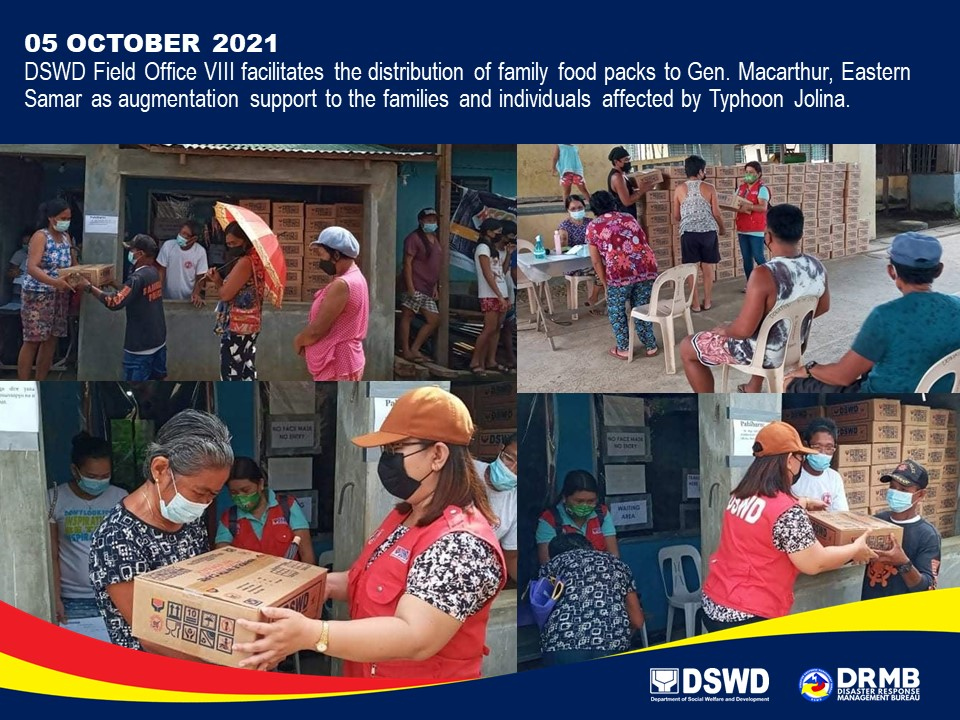 05 OCTOBER 2021
DSWD Field Office VIII facilitates the distribution of family food packs to Gen. Macarthur, Eastern
Samar as augmentation support to the families and individuals affected by Typhoon Jolina.
NO FACE MASK
NO ENTRY
DSWD
NO FACE MASK
NO ENTRY
WAITING
AREA
DSWD
DSWD
DSWD
Department of Social Welfare and Development
DRMB
DISASTER RESPONSE
MANAGEMENT BUREAU